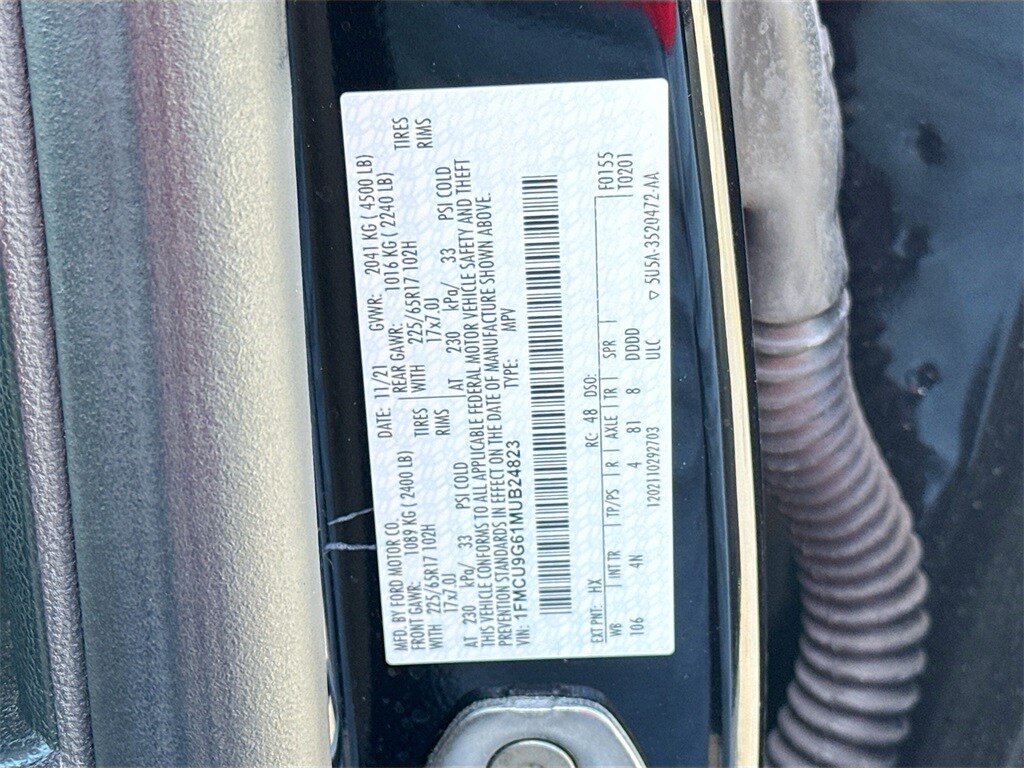 MFD. BY FORD MOTOR CO.
DATE: 11/21 GVWR: 2041 KG ( 4500 LB)
FRONT GAWR: 1089 KG ( 2400 LB) REAR GAWR: 1016 KG ( 2240 LB)
WITH 225/65R17 102H TIRES WITH 225/65R17 102H TIRES
17x7.0J RIMS 17x7.0J RIMS
AT 230 kPa/ 33 PSI COLD AT 230 kPa/ 33 PSI COLD
THIS VEHICLE CONFORMS TO ALL APPLICABLE FEDERAL MOTOR VEHICLE SAFETY AND THEFT
PREVENTION STANDARDS IN EFFECT ON THE DATE OF MANUFACTURE SHOWN ABOVE.
VIN: 1FMCU9G61MUB24823 TYPE: MPV
EXT PNT: HX RC: 48 DSO: F0155
WB INT TR TP/PS R AXLE TR SPR T0201
106 4N 4 81 8 DDDD
1202110292703 ULC ▽ 5U5A-3520472-AA